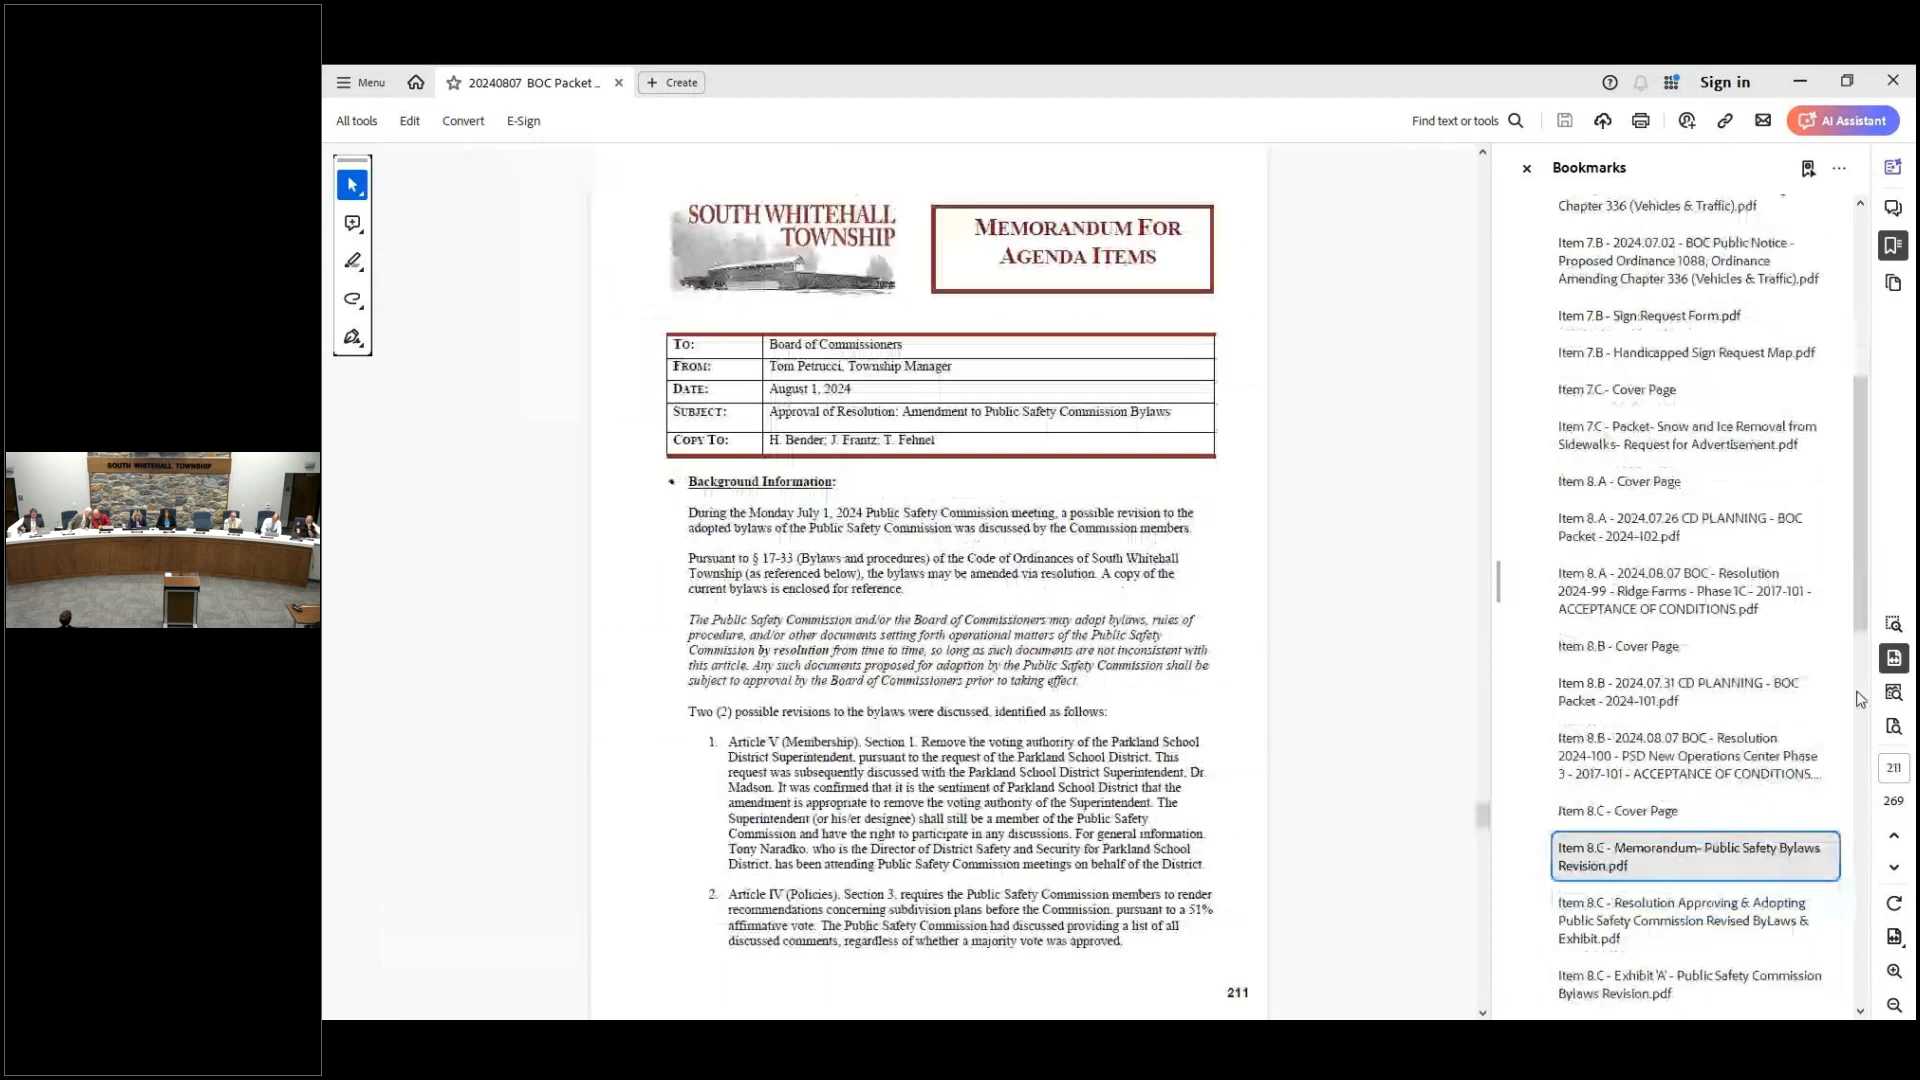 Menu
20240807 BOC Packet ...
Create
Sign in
All tools
Edit
Convert
E-Sign
Find text or tools
AI Assistant
SOUTH WHITEHALL TOWNSHIP
SOUTH WHITEHALL
TOWNSHIP
MEMORANDUM FOR
AGENDA ITEMS
TO: Board of Commissioners
FROM: Tom Petrucci, Township Manager
DATE: August 1, 2024
SUBJECT: Approval of Resolution: Amendment to Public Safety Commission Bylaws
COPY TO: H. Bender; J. Frantz; T. Fehnel
• Background Information:
During the Monday July 1, 2024 Public Safety Commission meeting, a possible revision to the
adopted bylaws of the Public Safety Commission was discussed by the Commission members.
Pursuant to § 17-33 (Bylaws and procedures) of the Code of Ordinances of South Whitehall
Township (as referenced below), the bylaws may be amended via resolution. A copy of the
current bylaws is enclosed for reference.
The Public Safety Commission and/or the Board of Commissioners may adopt bylaws, rules of
procedure, and/or other documents setting forth operational matters of the Public Safety
Commission by resolution from time to time, so long as such documents are not inconsistent with
this article. Any such documents proposed for adoption by the Public Safety Commission shall be
subject to approval by the Board of Commissioners prior to taking effect.
Two (2) possible revisions to the bylaws were discussed, identified as follows:
1. Article V (Membership), Section 1. Remove the voting authority of the Parkland School
District Superintendent, pursuant to the request of the Parkland School District. This
request was subsequently discussed with the Parkland School District Superintendent, Dr.
Madson. It was confirmed that it is the sentiment of Parkland School District that the
amendment is appropriate to remove the voting authority of the Superintendent. The
Superintendent (or his/er designee) shall still be a member of the Public Safety
Commission and have the right to participate in any discussions. For general information,
Tony Naradko, who is the Director of District Safety and Security for Parkland School
District, has been attending Public Safety Commission meetings on behalf of the District.
2. Article IV (Policies), Section 3, requires the Public Safety Commission members to render
recommendations concerning subdivision plans before the Commission, pursuant to a 51%
affirmative vote. The Public Safety Commission had discussed providing a list of all
discussed comments, regardless of whether a majority vote was approved.
211
Bookmarks
Chapter 336 (Vehicles & Traffic).pdf
Item 7.B - 2024.07.02 - BOC Public Notice -
Proposed Ordinance 1088, Ordinance
Amending Chapter 336 (Vehicles & Traffic).pdf
Item 7.B - Sign Request Form.pdf
Item 7.B - Handicapped Sign Request Map.pdf
Item 7.C - Cover Page
Item 7.C - Packet- Snow and Ice Removal from
Sidewalks- Request for Advertisement.pdf
Item 8.A - Cover Page
Item 8.A - 2024.07.26 CD PLANNING - BOC
Packet - 2024-102.pdf
Item 8.A - 2024.08.07 BOC - Resolution
2024-99 - Ridge Farms - Phase 1C - 2017-101 -
ACCEPTANCE OF CONDITIONS.pdf
Item 8.B - Cover Page
Item 8.B - 2024.07.31 CD PLANNING - BOC
Packet - 2024-101.pdf
Item 8.B - 2024.08.07 BOC - Resolution
2024-100 - PSD New Operations Center Phase
3 - 2017-101 - ACCEPTANCE OF CONDITIONS....
Item 8.C - Cover Page
Item 8.C - Memorandum- Public Safety Bylaws
Revision.pdf
Item 8.C - Resolution Approving & Adopting
Public Safety Commission Revised ByLaws &
Exhibit.pdf
Item 8.C - Exhibit 'A' - Public Safety Commission
Bylaws Revision.pdf
211
269